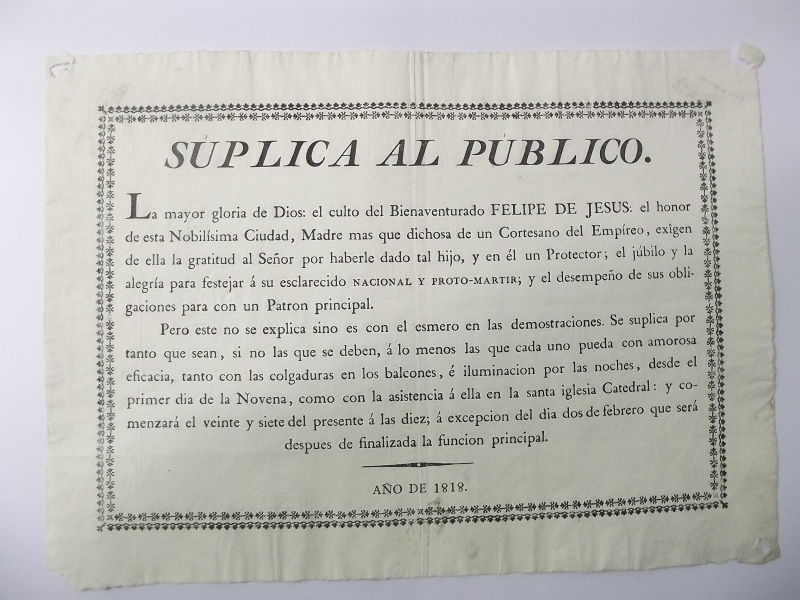 SÚPLICA AL PÚBLICO.
La mayor gloria de Dios: el culto del Bienaventurado FELIPE DE JESUS: el honor
de esta Nobilísima Ciudad, Madre mas que dichosa de un Cortesano del Empíreo, exigen
de ella la gratitud al Señor por haberle dado tal hijo, y en él un Protector; el júbilo y la
alegría para festejar á su esclarecido NACIONAL Y PROTO-MARTIR; y el desempeño de sus obli-
gaciones para con un Patron principal.
Pero este no se explica sino es con el esmero en las demostraciones. Se suplica por
tanto que sean, si no las que se deben, á lo menos las que cada uno pueda con amorosa
eficacia, tanto con las colgaduras en los balcones, é iluminacion por las noches, desde el
primer dia de la Novena, como con la asistencia á ella en la santa iglesia Catedral: y co-
menzará el veinte y siete del presente á las diez; á excepcion del dia dos de febrero que será
despues de finalizada la funcion principal.
AÑO DE 1818.